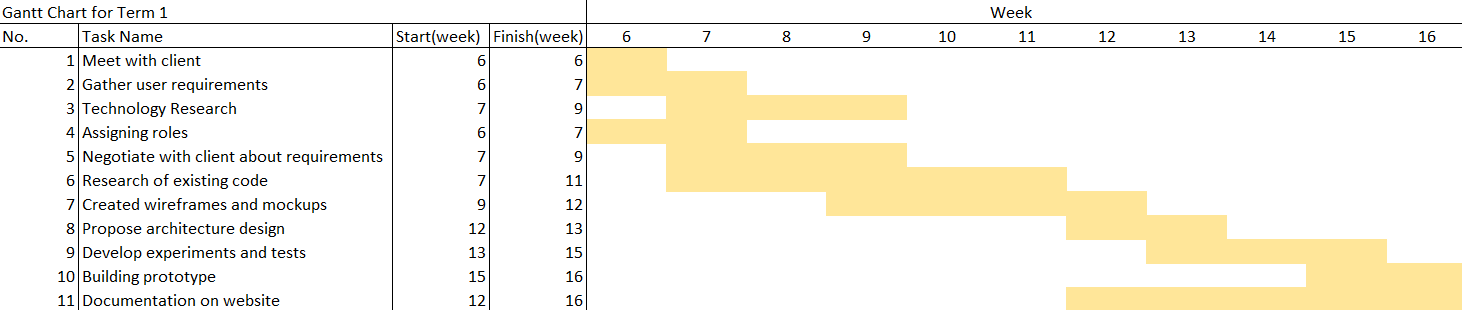 Gantt Chart for Term 1 Week
No. Task Name Start(week) Finish(week) 6 7 8 9 10 11 12 13 14 15 16
1 Meet with client 6 6
2 Gather user requirements 6 7
3 Technology Research 7 9
4 Assigning roles 6 7
5 Negotiate with client about requirements 7 9
6 Research of existing code 7 11
7 Created wireframes and mockups 9 12
8 Propose architecture design 12 13
9 Develop experiments and tests 13 15
10 Building prototype 15 16
11 Documentation on website 12 16